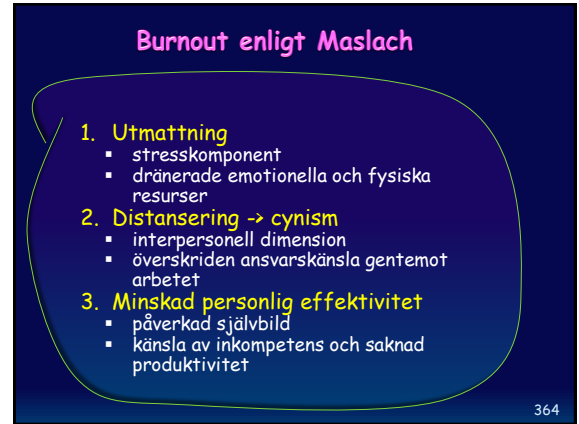 Burnout enligt Maslach
1. Utmattning
▪ stresskomponent
▪ dränerade emotionella och fysiska
resurser
2. Distansering -> cynism
▪ interpersonell dimension
▪ överskriden ansvarskänsla gentemot
arbetet
3. Minskad personlig effektivitet
▪ påverkad självbild
▪ känsla av inkompetens och saknad
produktivitet
364